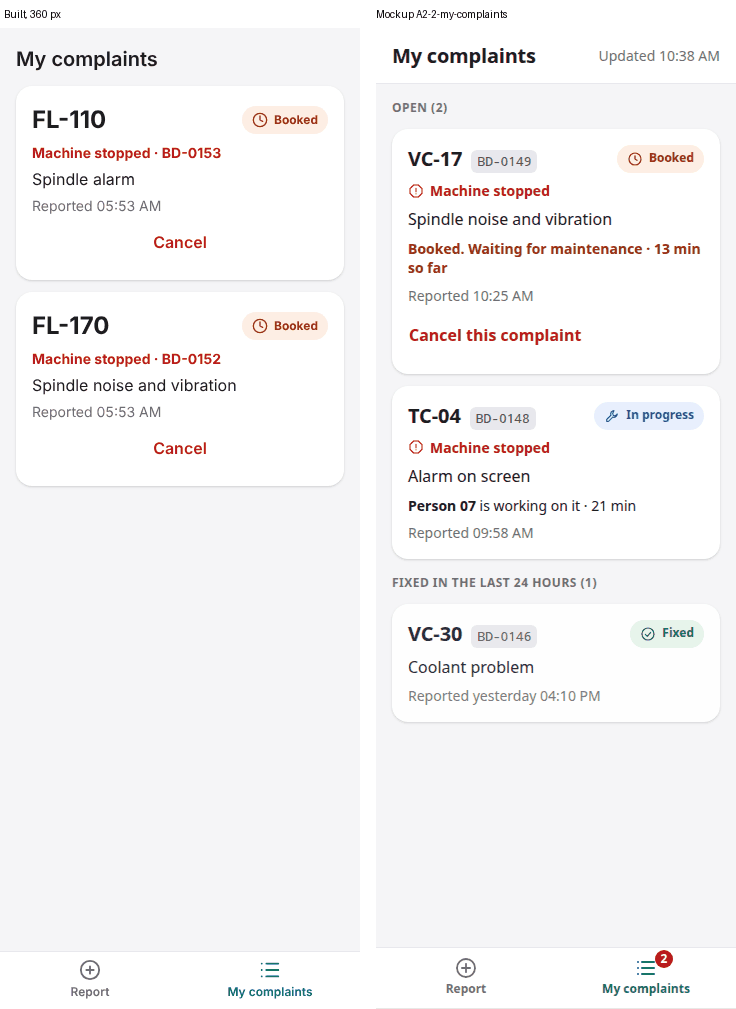 Built, 360 px
My complaints
FL-110
Booked
Machine stopped · BD-0153
Spindle alarm
Reported 05:53 AM
Cancel
FL-170
Booked
Machine stopped · BD-0152
Spindle noise and vibration
Reported 05:53 AM
Cancel
Report
My complaints
Mockup A2-2-my-complaints
My complaints
Updated 10:38 AM
OPEN (2)
VC-17
BD-0149
Booked
Machine stopped
Spindle noise and vibration
Booked. Waiting for maintenance · 13 min
so far
Reported 10:25 AM
Cancel this complaint
TC-04
BD-0148
In progress
Machine stopped
Alarm on screen
Person 07 is working on it · 21 min
Reported 09:58 AM
FIXED IN THE LAST 24 HOURS (1)
VC-30
BD-0146
Fixed
Coolant problem
Reported yesterday 04:10 PM
Report
2
My complaints